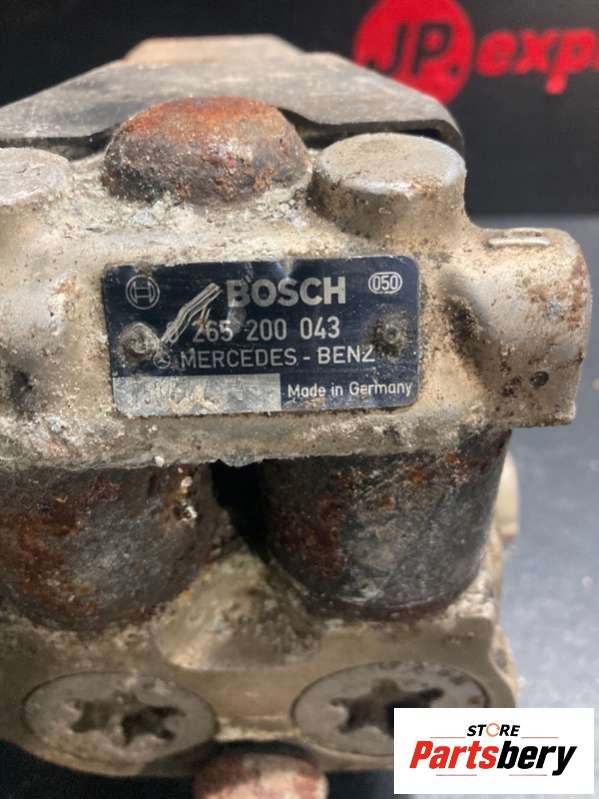 JP.exp
BOSCH 050
265 200 043
MERCEDES - BENZ
Made in Germany
STORE
Partsbery